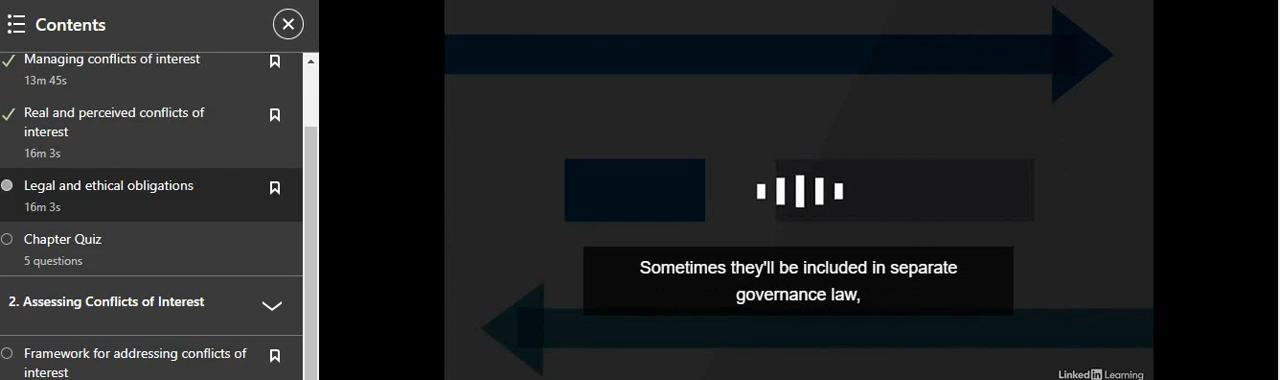 Contents
Managing conflicts of interest
13m 45s
Real and perceived conflicts of
interest
16m 3s
Legal and ethical obligations
16m 3s
Chapter Quiz
5 questions
2. Assessing Conflicts of Interest
Framework for addressing conflicts of
interest
Sometimes they'll be included in separate
governance law,
Linked in Learning